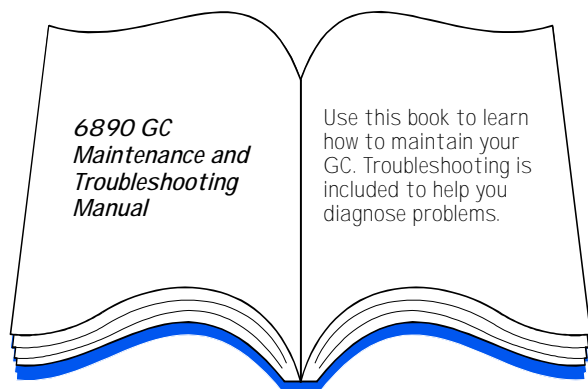 6890 GC
Maintenance and
Troubleshooting
Manual
Use this book to learn
how to maintain your
GC. Troubleshooting is
included to help you
diagnose problems.